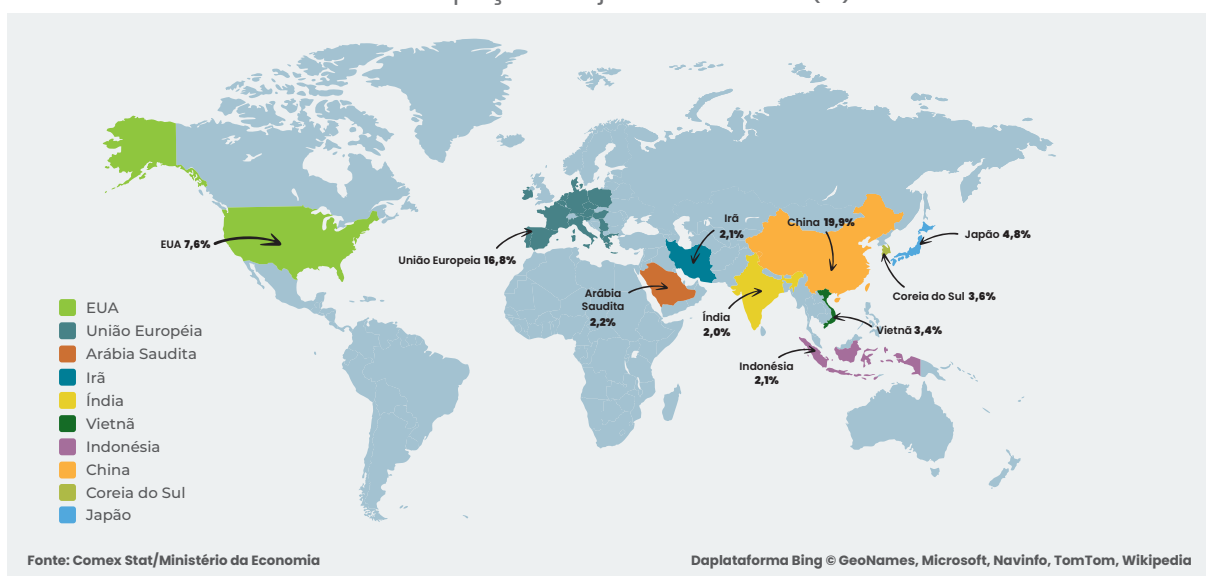 EUA 7,6%
União Europeia 16,8%
Irã
2,1%
China 19,9%
Japão 4,8%
Coreia do Sul 3,6%
Vietnã 3,4%
Arábia
Saudita
2,2%
Índia
2,0%
Indonésia
2,1%
EUA
União Européia
Arábia Saudita
Irã
Índia
Vietnã
Indonésia
China
Coreia do Sul
Japão
Fonte: Comex Stat/Ministério da Economia
Daplataforma Bing © GeoNames, Microsoft, Navinfo, TomTom, Wikipedia